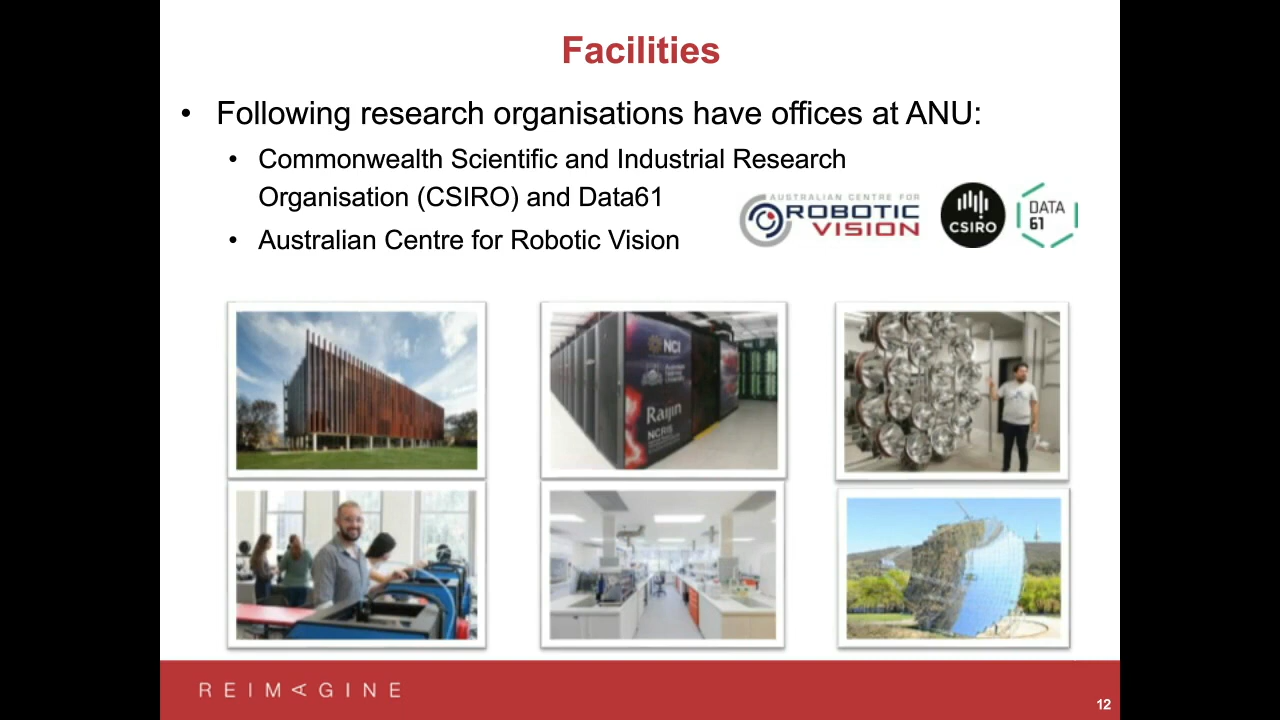 Facilities
• Following research organisations have offices at ANU:
• Commonwealth Scientific and Industrial Research
Organisation (CSIRO) and Data61
• Australian Centre for Robotic Vision
AUSTRALIAN CENTRE FOR
ROBOTIC
VISION
CSIRO
DATA
61
NCI
Raijin
NCRIS
REIMAGINE
12